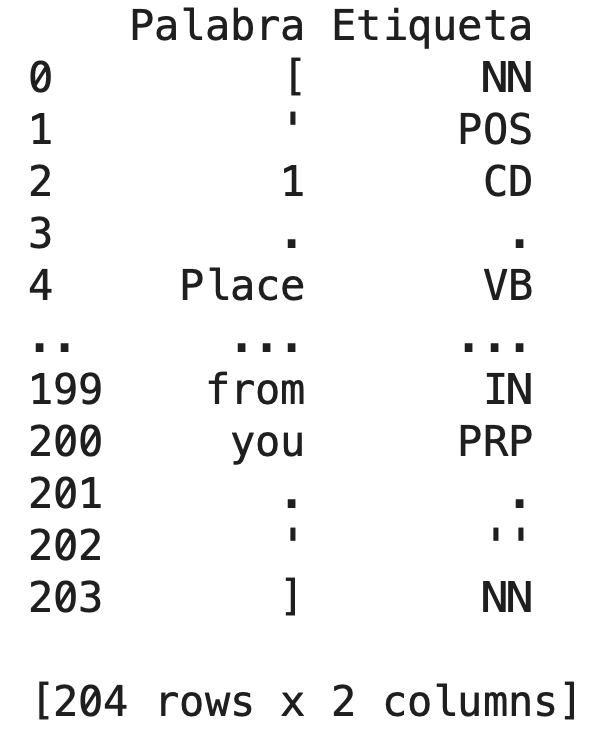 Palabra Etiqueta
0 [ NN
1 ' POS
2 1 CD
3 . .
4 Place VB
.. ... ...
199 from IN
200 you PRP
201 . .
202 ' ''
203 ] NN
[204 rows x 2 columns]